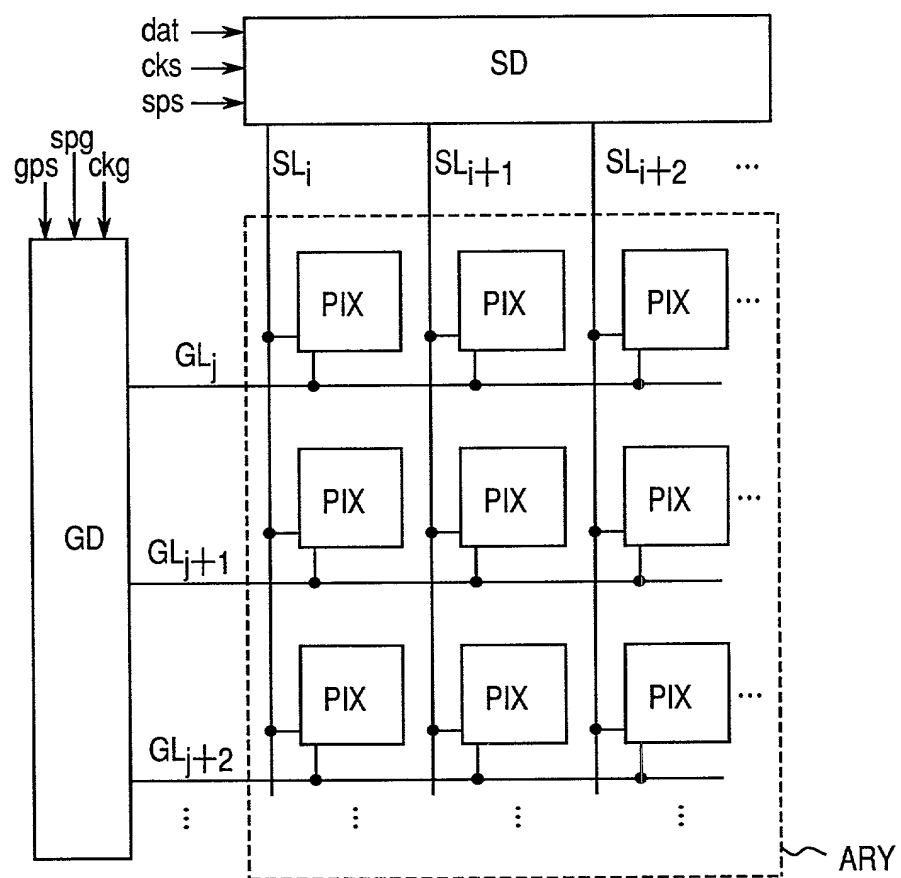 dat
cks
sps
SD
gps spg ckg
SLi SLi+1 SLi+2 ...
PIX PIX PIX ...
GLj
GD
PIX PIX PIX ...
GLj+1
PIX PIX PIX ...
GLj+2
ARY